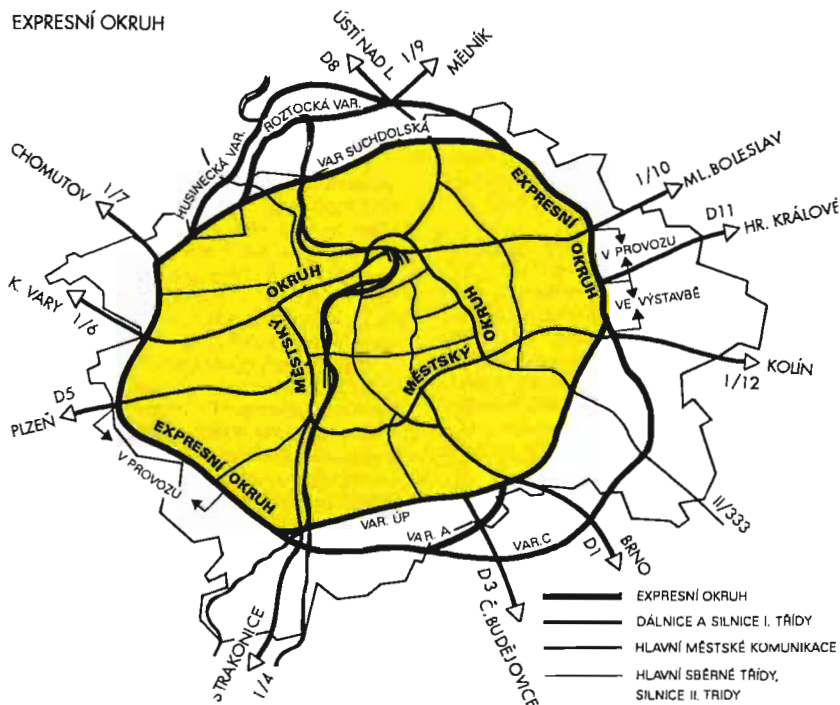 EXPRESNÍ OKRUH
ÚSTÍ NAD L
D8
1/9
MĚLNÍK
ROZTOCKÁ VAR.
HUSINECKÁ VAR.
VAR SUCHDOLSKÁ
CHOMUTOV
1/7
EXPRESNÍ
OKRUH
1/10
ML. BOLESLAV
D11
HR. KRÁLOVÉ
V PROVOZU
VE VÝSTAVBĚ
K. VARY
1/6
OKRUH
MĚSTSKÝ
MĚSTSKÝ
OKRUH
KOLÍN
1/12
D5
PLZEŇ
V PROVOZU
EXPRESNÍ OKRUH
VAR. ÚP
VAR. A
VAR.C
II/333
D1
BRNO
D3
Č. BUDĚJOVICE
STRAKONICE
1/4
EXPRESNÍ OKRUH
DÁLNICE A SILNICE I. TŘÍDY
HLAVNÍ MĚSTSKÉ KOMUNIKACE
HLAVNÍ SBĚRNÉ TŘÍDY,
SILNICE II. TRIDY